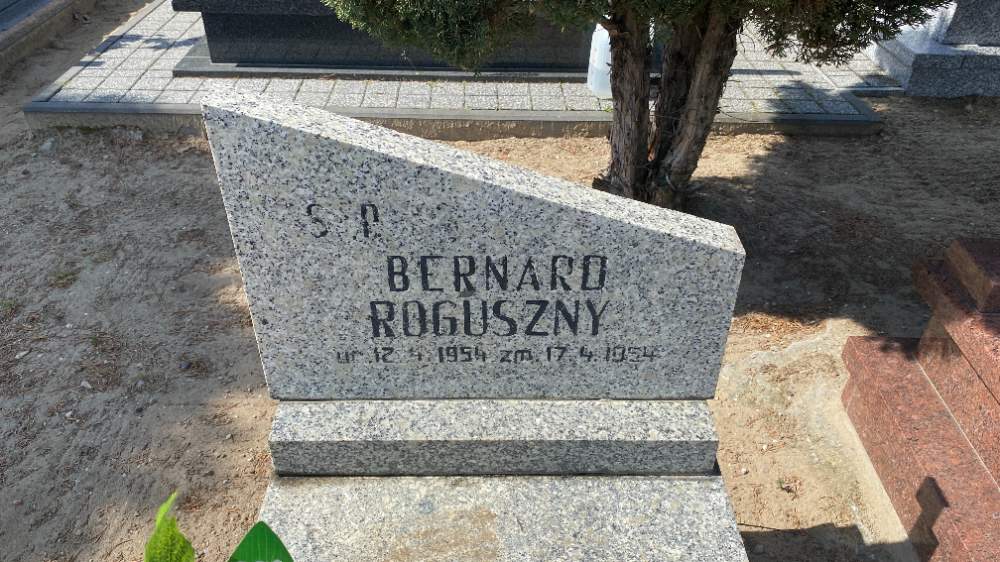 S. P.
BERNARD
ROGUSZNY
ur 12. 4. 1954 zm. 17. 4. 1954